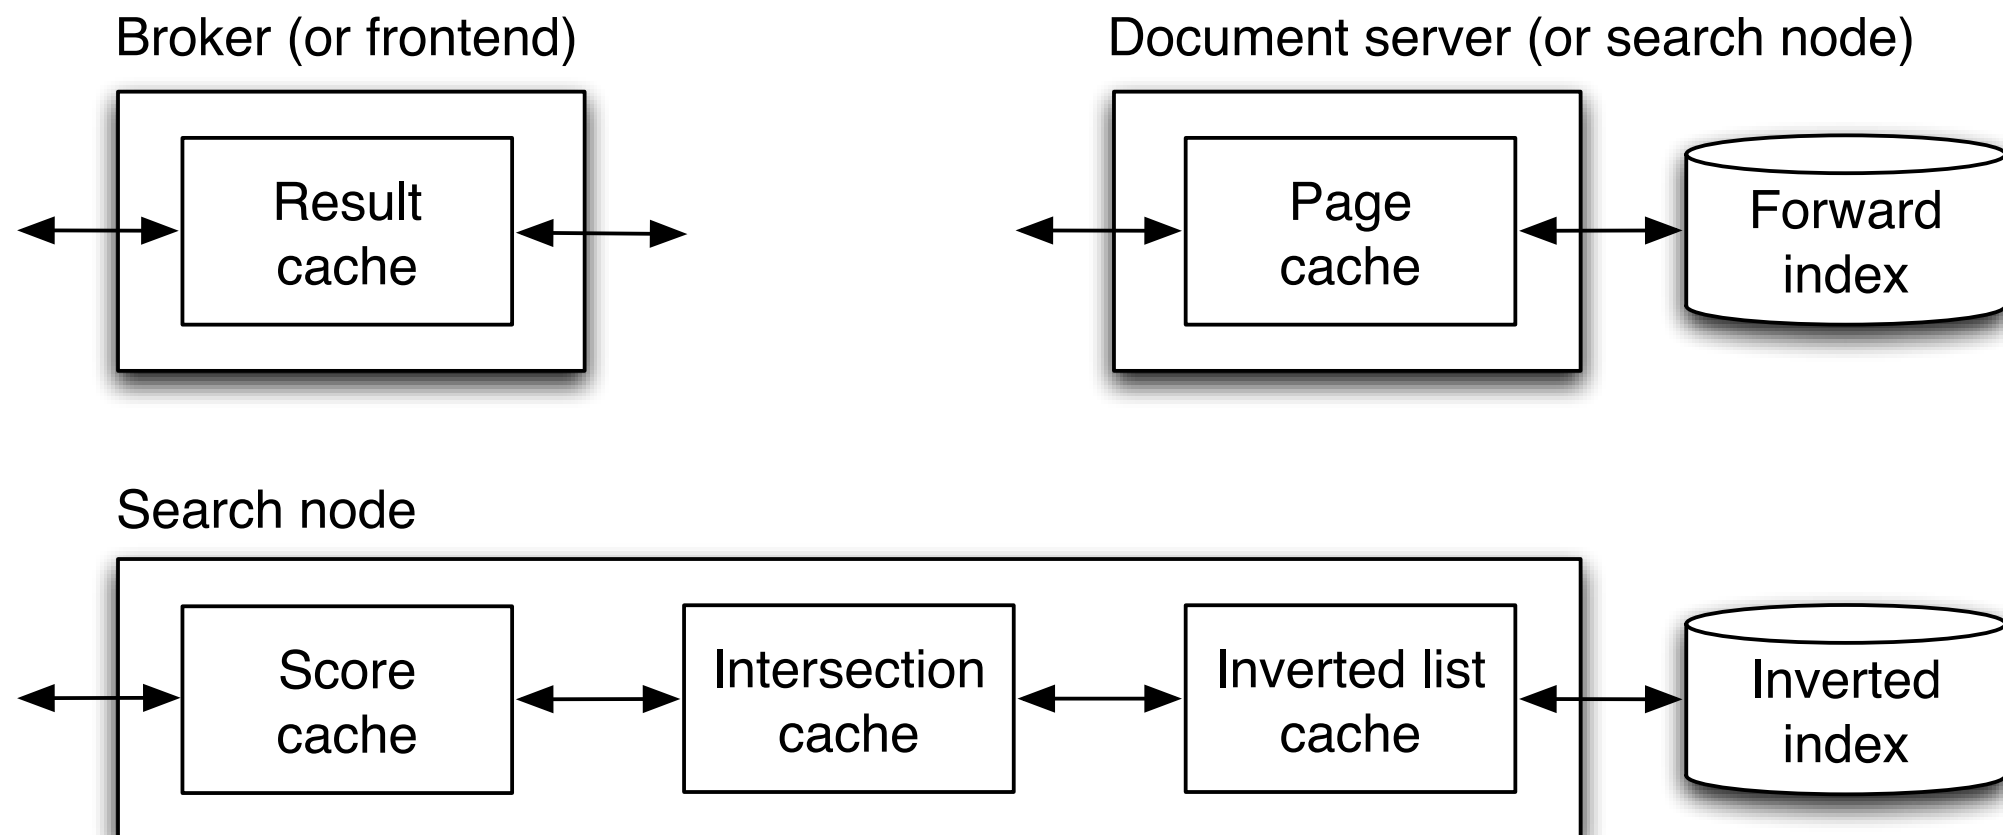 Broker (or frontend)
Document server (or search node)
Result
cache
Page
cache
Forward
index
Search node
Score
cache
Intersection
cache
Inverted list
cache
Inverted
index